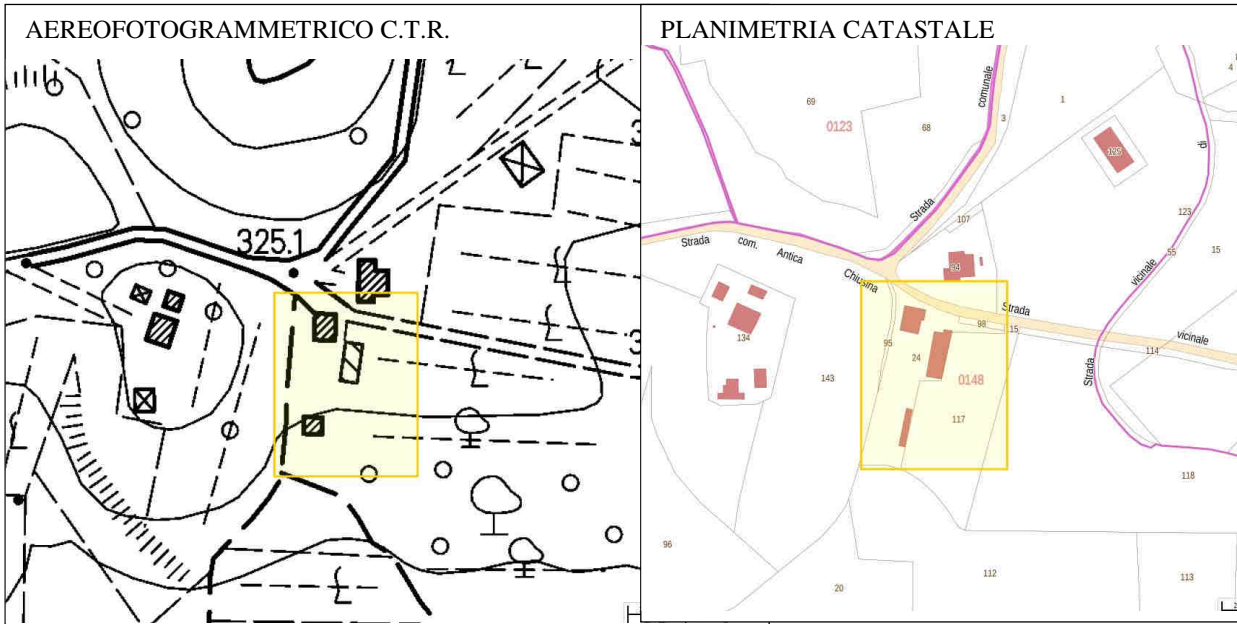 AEREOFOTOGRAMMETRICO C.T.R.
325.1
PLANIMETRIA CATASTALE
4
69
0123
68
comunale
3
1
125
Strada
107
123
Strada
com.
Antica
Chiusina
94
55
15
vicinale
Strada
98
15
vicinale
134
95
24
114
Strada
143
0148
117
118
96
20
112
113